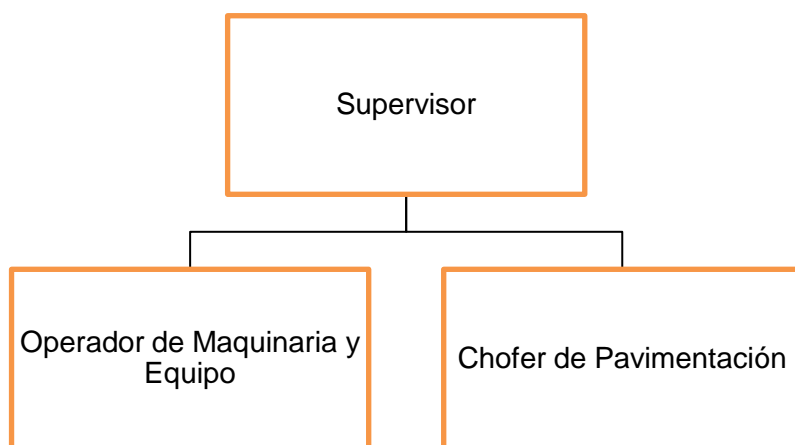 Supervisor
Operador de Maquinaria y
Equipo
Chofer de Pavimentación